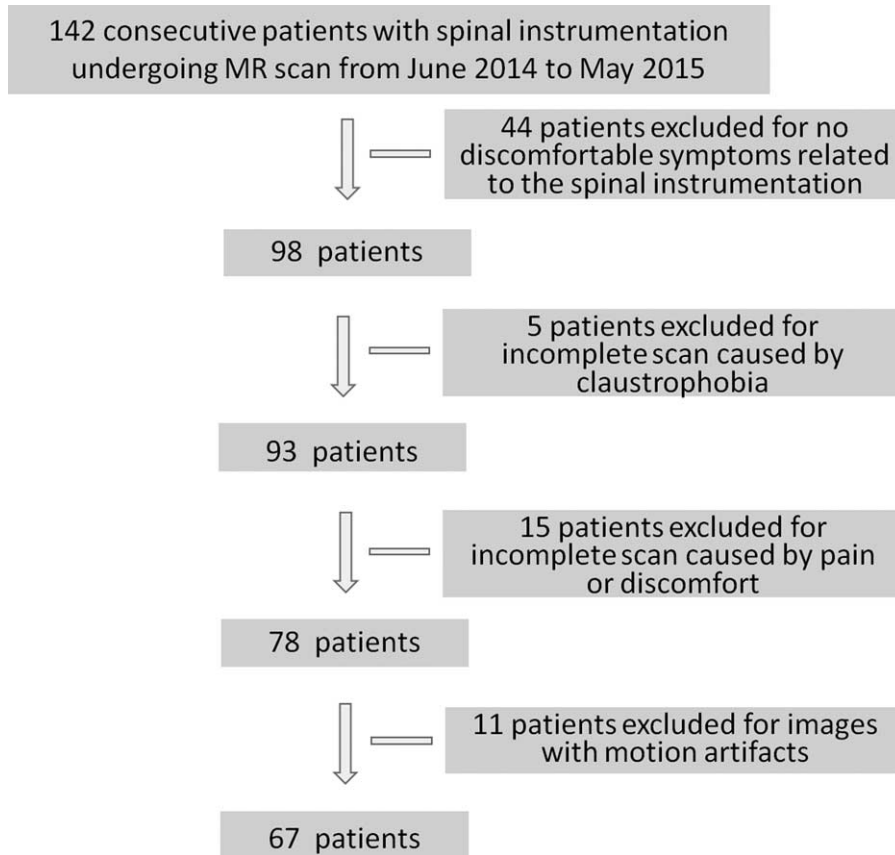 142 consecutive patients with spinal instrumentation
undergoing MR scan from June 2014 to May 2015
44 patients excluded for no
discomfortable symptoms related
to the spinal instrumentation
98 patients
5 patients excluded for
incomplete scan caused by
claustrophobia
93 patients
15 patients excluded for
incomplete scan caused by pain
or discomfort
78 patients
11 patients excluded for images
with motion artifacts
67 patients